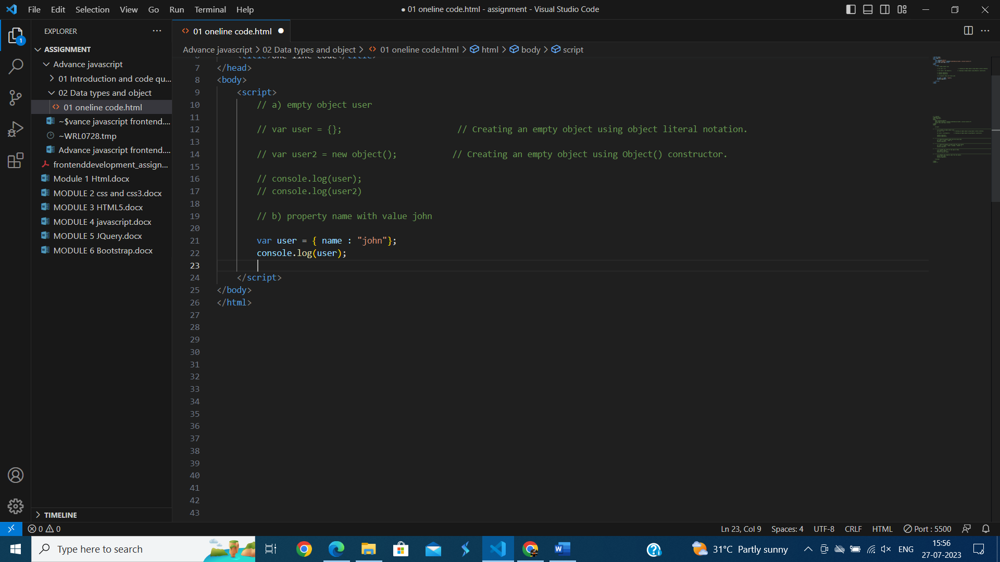 File Edit Selection View Go Run Terminal Help
● 01 oneline code.html - assignment - Visual Studio Code
EXPLORER
1
ASSIGNMENT
Advance javascript
01 Introduction and code qu...
02 Data types and object
01 oneline code.html
~$vance javascript frontend....
~WRL0728.tmp
Advance javascript frontend....
frontenddevelopment_assign...
Module 1 Html.docx
MODULE 2 css and css3.docx
MODULE 3 HTML5.docx
MODULE 4 javascript.docx
MODULE 5 JQuery.docx
MODULE 6 Bootstrap.docx
TIMELINE
01 oneline code.html
Advance javascript > 02 Data types and object > 01 oneline code.html > html > body > script
7 </head>
8 <body>
9 <script>
10 // a) empty object user
11
12 // var user = {}; // Creating an empty object using object literal notation.
13
14 // var user2 = new object(); // Creating an empty object using Object() constructor.
15
16 // console.log(user);
17 // console.log(user2)
18
19 // b) property name with value john
20
21 var user = { name : "john"};
22 console.log(user);
23
24 </script>
25 </body>
26 </html>
27
28
29
30
31
32
33
34
35
36
37
38
39
40
41
42
43
0 0
Ln 23, Col 9 Spaces: 4 UTF-8 CRLF HTML Port : 5500
Type here to search
31°C Partly sunny
ENG
15:56
27-07-2023